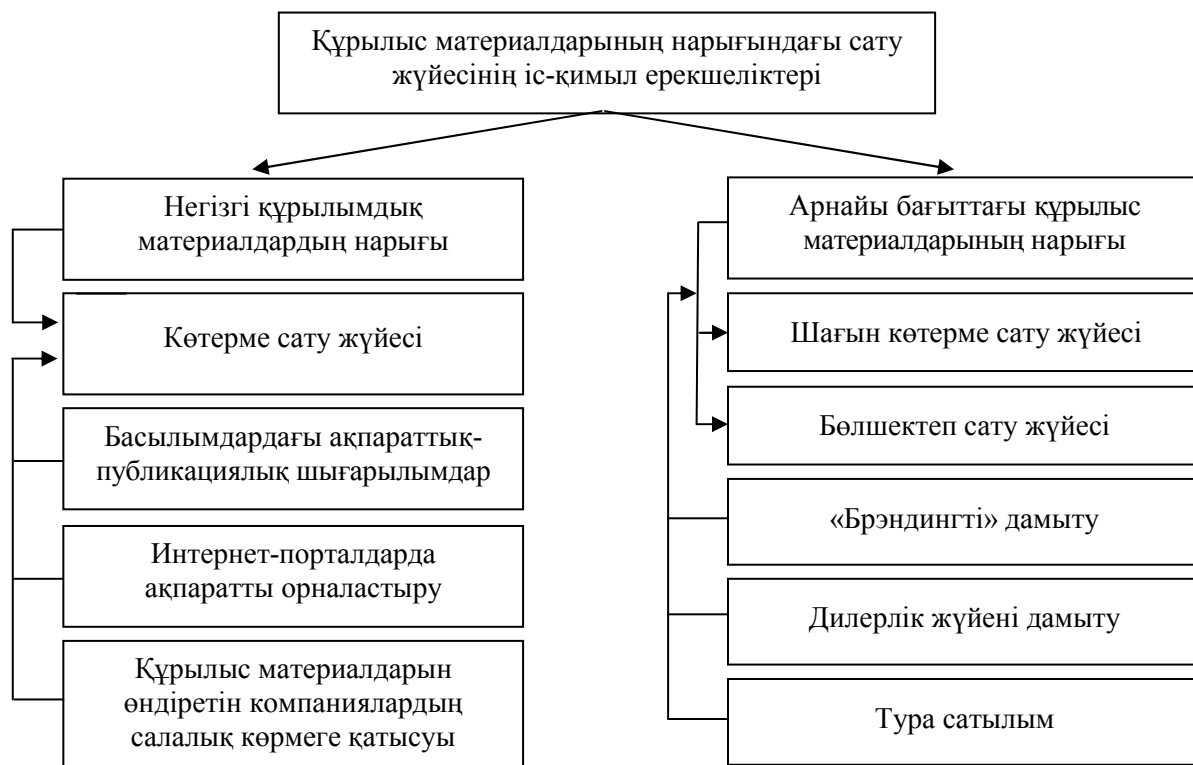 Құрылыс материалдарының нарығындағы сату
жүйесінің іс-қимыл ерекшеліктері
Негізгі құрылымдық
материалдардың нарығы
Көтерме сату жүйесі
Басылымдардағы ақпараттық-
публикациялық шығарылымдар
Интернет-порталдарда
ақпаратты орналастыру
Құрылыс материалдарын
өндіретін компаниялардың
салалық көрмеге қатысуы
Арнайы бағыттағы құрылыс
материалдарының нарығы
Шағын көтерме сату жүйесі
Бөлшектеп сату жүйесі
«Брэндингті» дамыту
Дилерлік жүйені дамыту
Тура сатылым